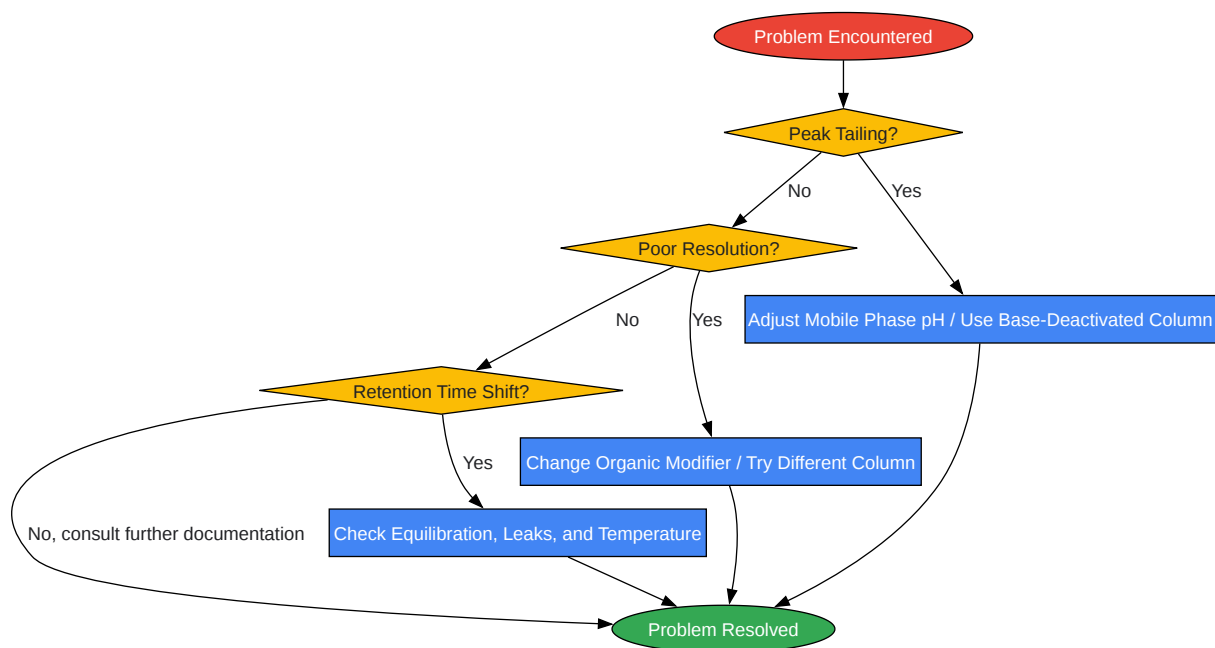 Problem Encountered
Peak Tailing?
No
Yes
Poor Resolution?
Adjust Mobile Phase pH / Use Base-Deactivated Column
No
Yes
Retention Time Shift?
Change Organic Modifier / Try Different Column
Yes
No, consult further documentation
Check Equilibration, Leaks, and Temperature
Problem Resolved